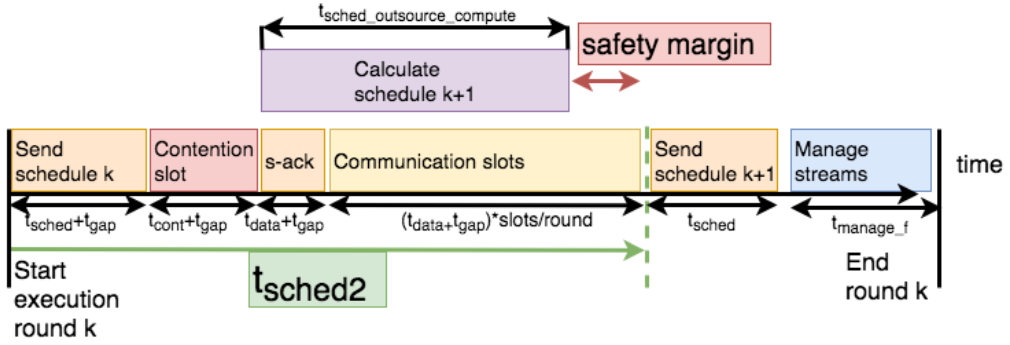 tsched_outsource_compute
safety margin
Calculate
schedule k+1
Send
schedule k
Contention
slot
s-ack
Communication slots
Send
schedule k+1
Manage
streams
time
tsched+tgap
tcont+tgap
tdata+tgap
(tdata+tgap)*slots/round
tsched
tmanage_f
Start
execution
round k
tsched2
End
round k